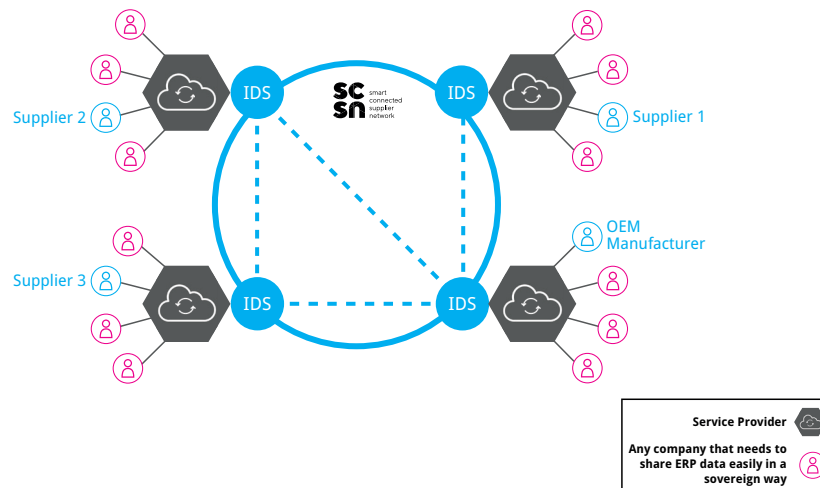 IDS
SC
SN
smart
connected
supplier
network
IDS
Supplier 2
Supplier 1
OEM
Manufacturer
Supplier 3
IDS
IDS
Service Provider
Any company that needs to
share ERP data easily in a
sovereign way